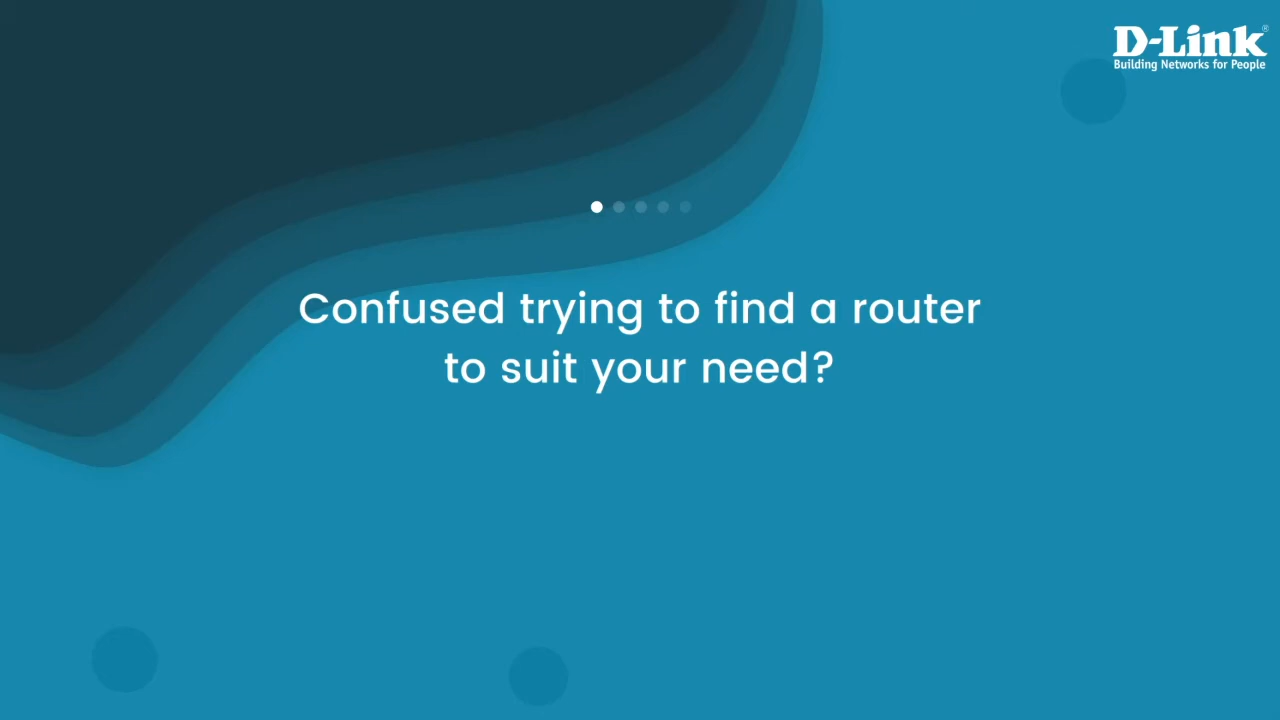 D-Link®
Building Networks for People
Confused trying to find a router
to suit your need?